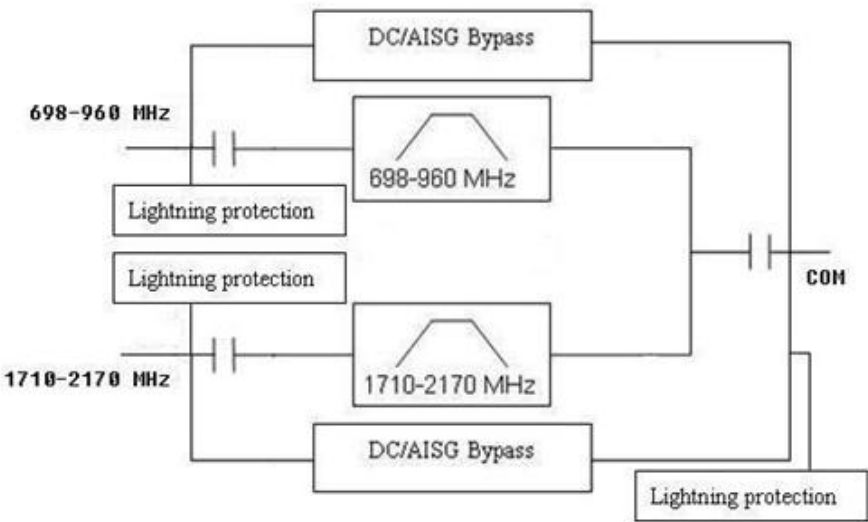 DC/AISG Bypass
698-960 MHz
698-960 MHz
Lightning protection
Lightning protection
COM
1710-2170 MHz
1710-2170 MHz
DC/AISG Bypass
Lightning protection